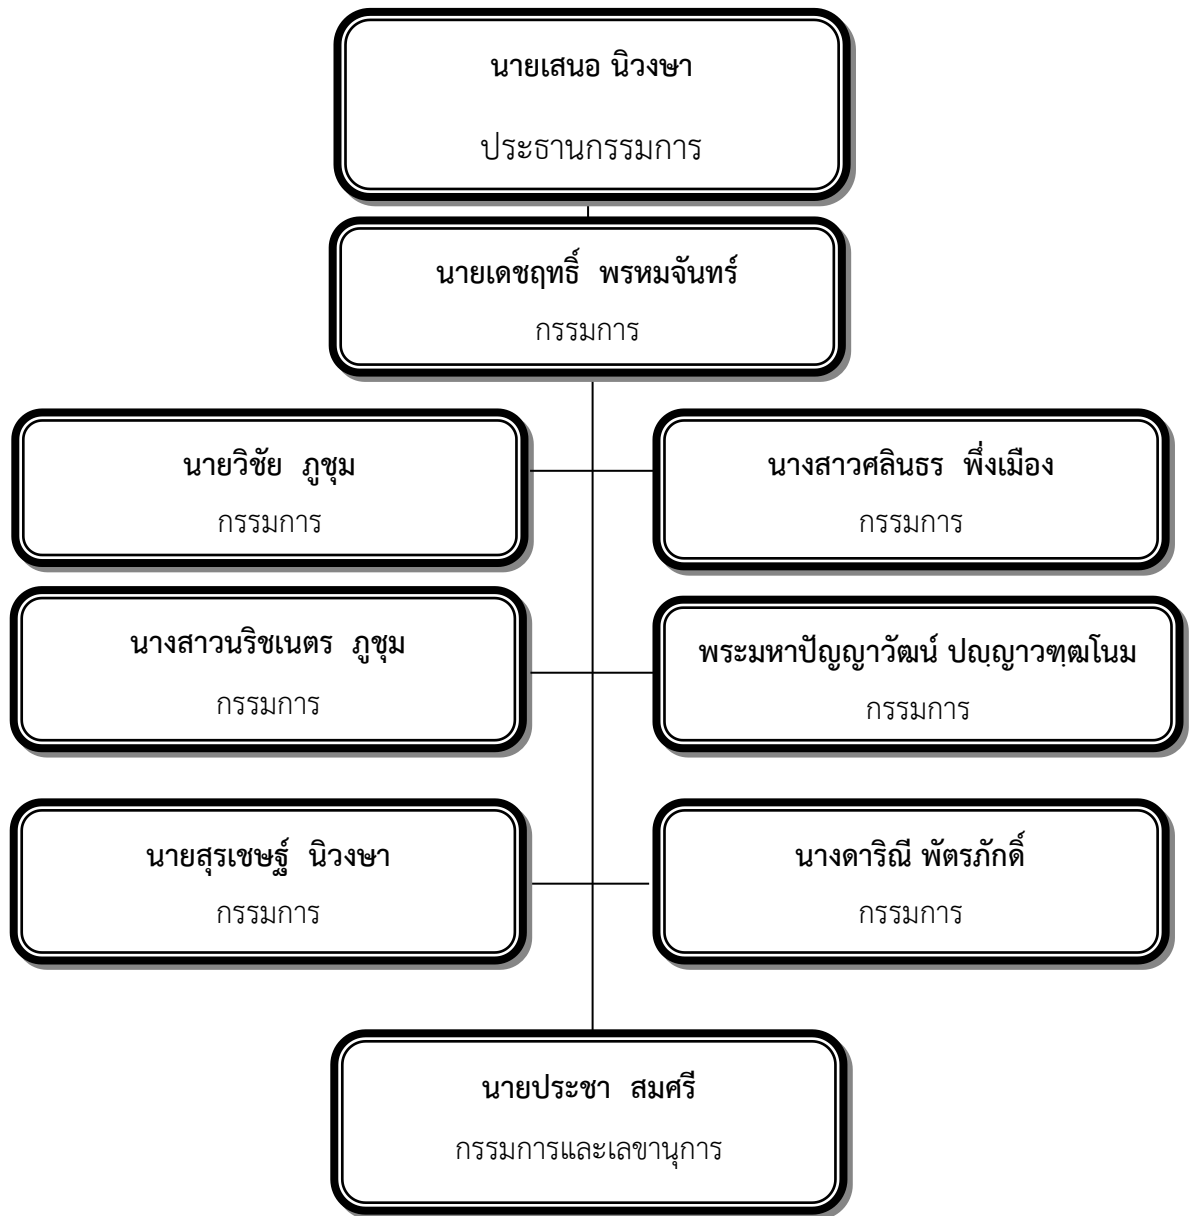 นายเสนอ นิวงษา
ประธานกรรมการ
นายเดชฤทธิ์ พรหมจันทร์
กรรมการ
นายวิชัย ภูชุม
กรรมการ
นางสาวศลินธร พึ่งเมือง
กรรมการ
นางสาวนริชเนตร ภูชุม
กรรมการ
พระมหาปัญญาวัฒน์ ปญฺญาวฑฺฒโนม
กรรมการ
นายสุรเชษฐ์ นิวงษา
กรรมการ
นางดาริณี พัตรภักดิ์
กรรมการ
นายประชา สมศรี
กรรมการและเลขานุการ